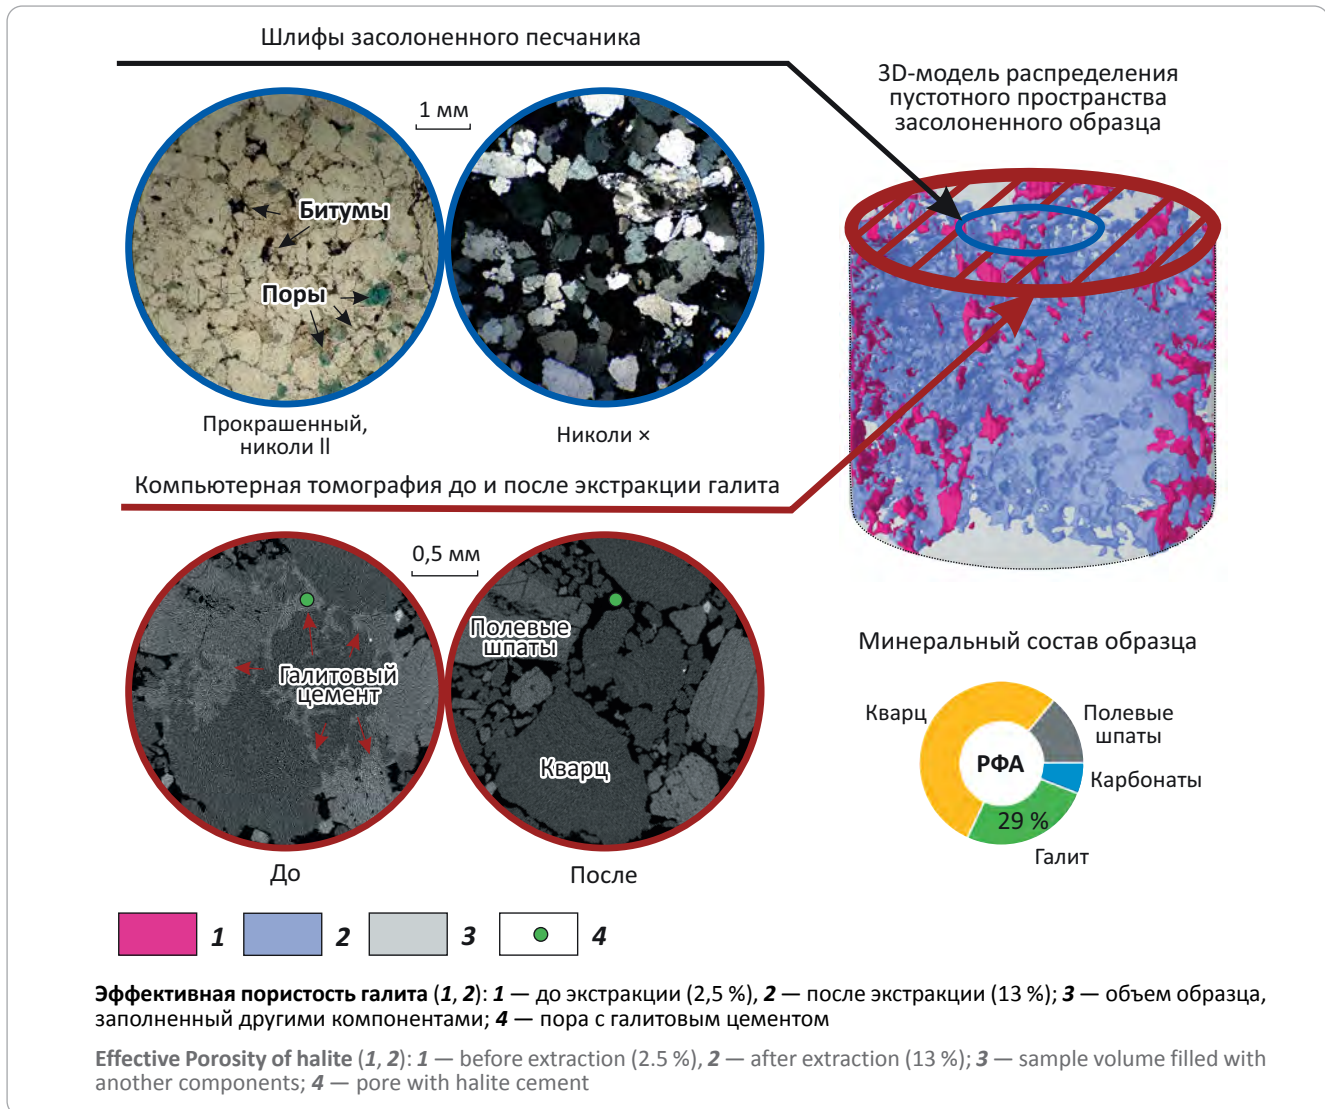 Шлифы засолоненного песчаника
3D-модель распределения
пустотного пространства
засолоненного образца
1 мм
Битумы
Поры
Прокрашенный,
николи II
Николи ×
Компьютерная томография до и после экстракции галита
0,5 мм
Галитовый
цемент
Полевые
шпаты
Кварц
До
После
Минеральный состав образца
Кварц
Полевые
шпаты
РФА
Карбонаты
29 %
Галит
1
2
3
4
Эффективная пористость галита (1, 2): 1 — до экстракции (2,5 %), 2 — после экстракции (13 %); 3 — объем образца,
заполненный другими компонентами; 4 — пора с галитовым цементом
Effective Porosity of halite (1, 2): 1 — before extraction (2.5 %), 2 — after extraction (13 %); 3 — sample volume filled with
another components; 4 — pore with halite cement